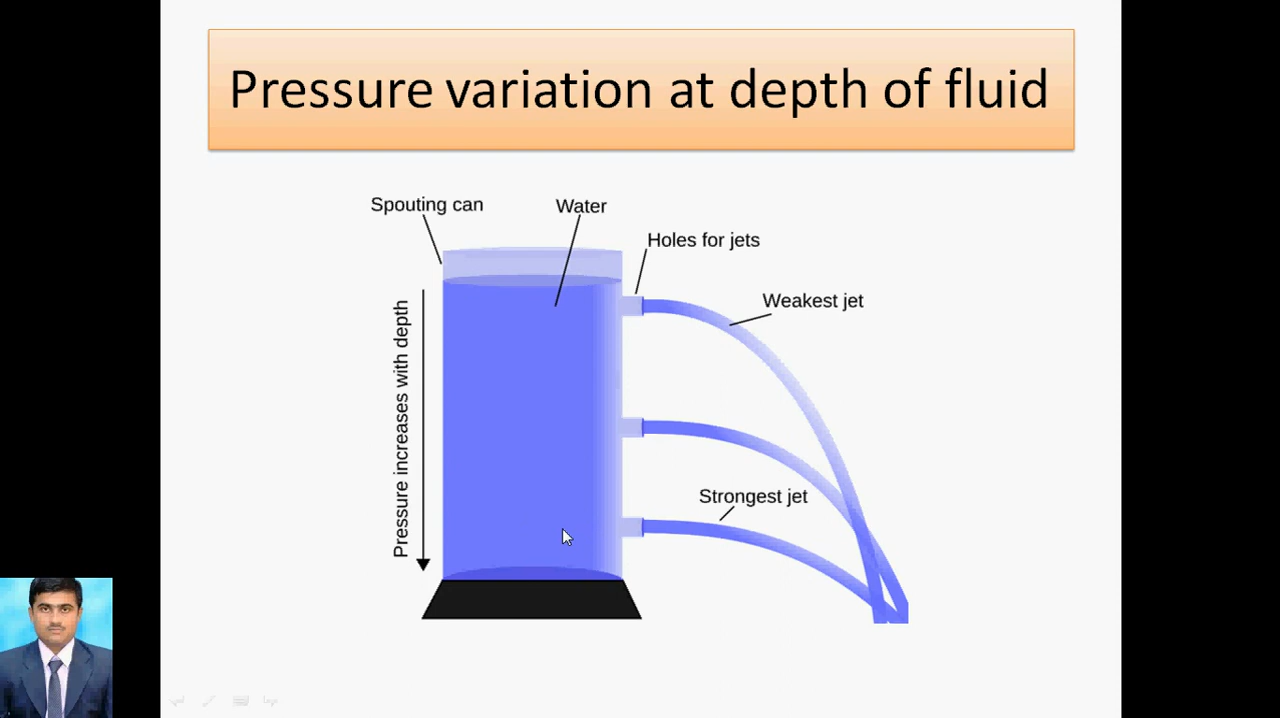 Pressure variation at depth of fluid
Spouting can
Water
Holes for jets
Weakest jet
Pressure increases with depth
Strongest jet